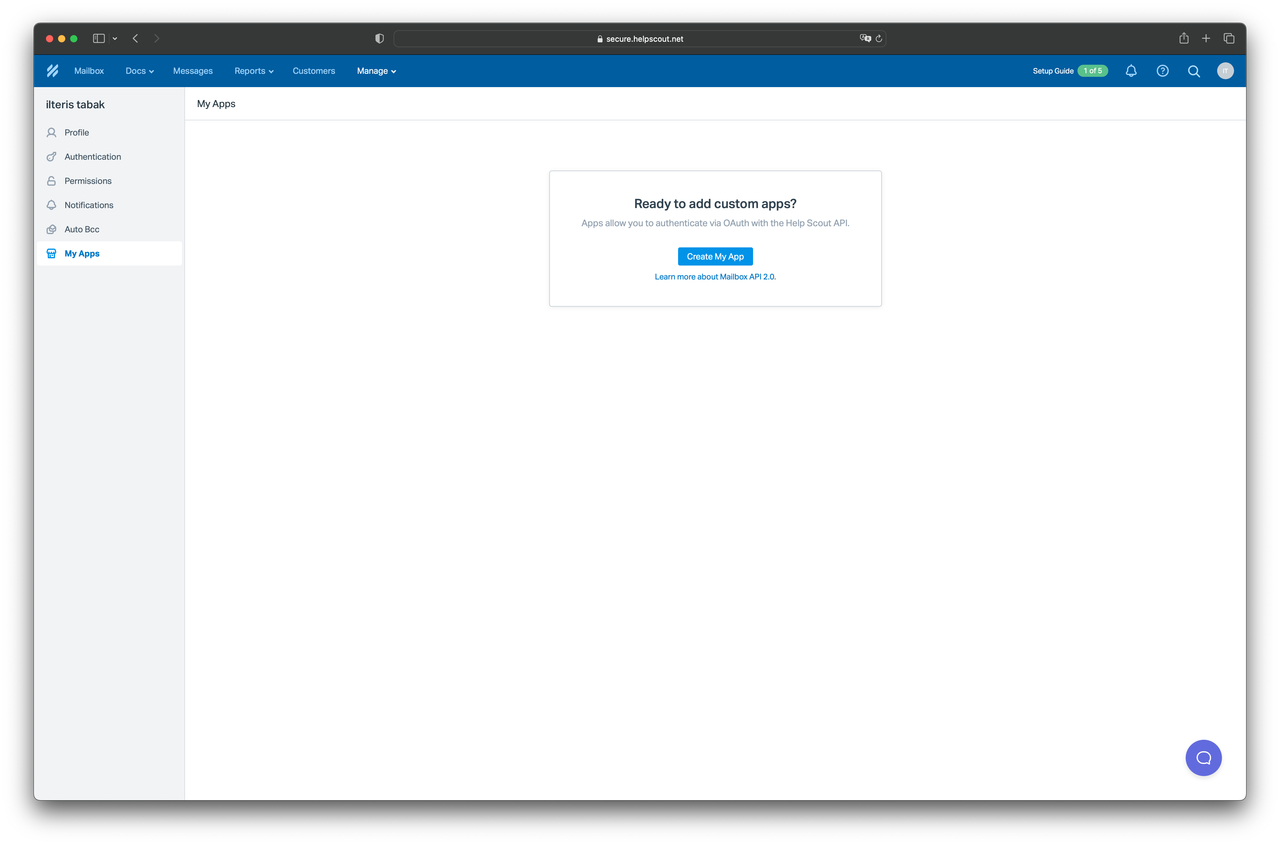 secure.helpscout.net
Mailbox Docs Messages Reports Customers Manage Setup Guide 1 of 5 IT
ilteris tabak
My Apps
Profile
Authentication
Permissions
Notifications
Auto Bcc
My Apps
Ready to add custom apps?
Apps allow you to authenticate via OAuth with the Help Scout API.
Create My App
Learn more about Mailbox API 2.0.